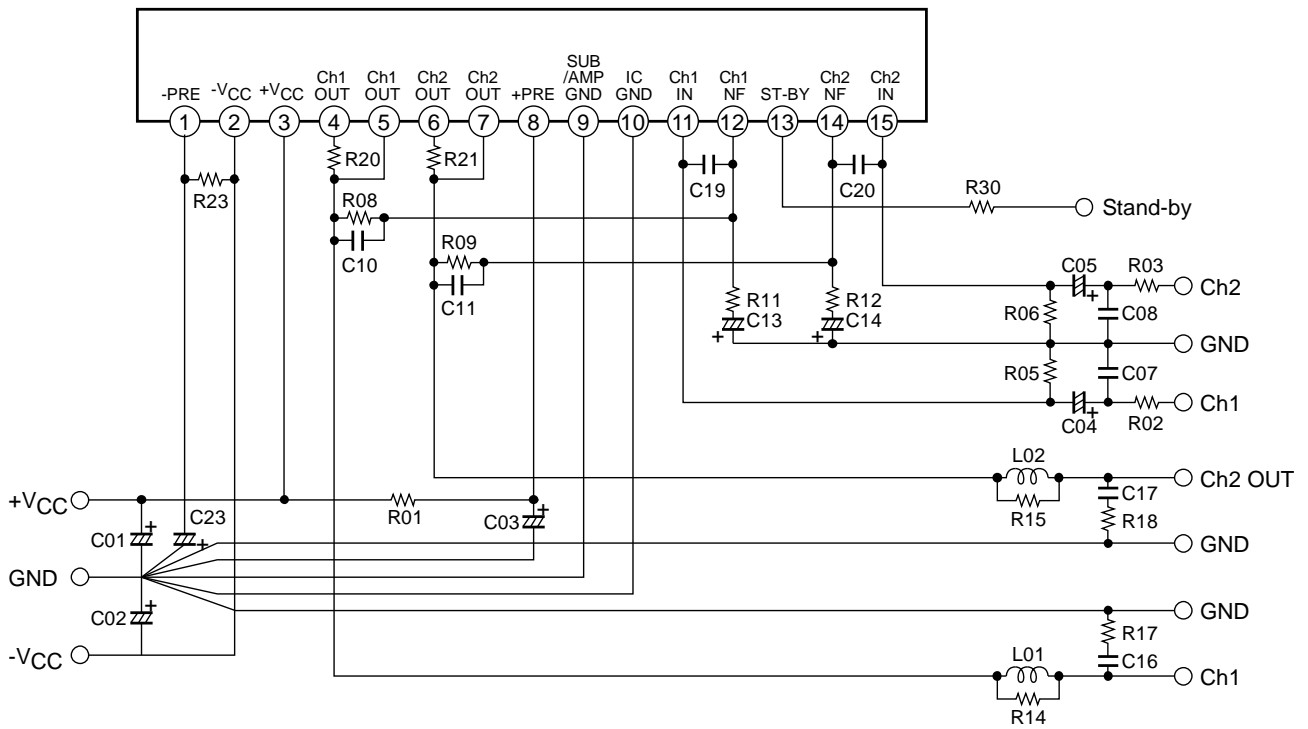 -PRE
-VCC
+VCC
Ch1
OUT
Ch1
OUT
Ch2
OUT
Ch2
OUT
+PRE
SUB
/AMP
GND
IC
GND
Ch1
IN
Ch1
NF
ST-BY
Ch2
NF
Ch2
IN
1 2 3 4 5 6 7 8 9 10 11 12 13 14 15
R20
R21
C19
C20
R23
R30
Stand-by
R08
C10
R09
C11
C05
R03
Ch2
R11
C13
+
R12
C14
+
R06
+
C08
GND
R05
C07
C04
+
R02
Ch1
L02
R15
Ch2 OUT
C17
R18
GND
+VCC
R01
C03
+
C01
+
C23
+
GND
C02
+
-VCC
GND
R17
C16
L01
R14
Ch1